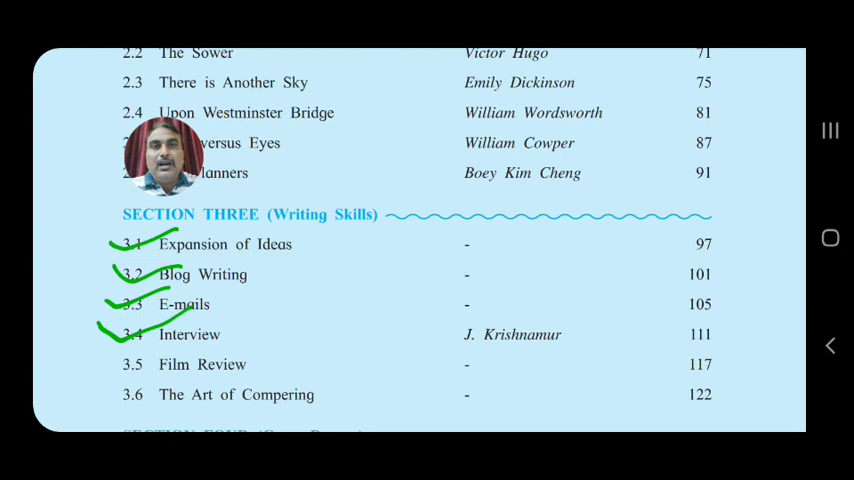 2.2 The Sower Victor Hugo 71
2.3 There is Another Sky Emily Dickinson 75
2.4 Upon Westminster Bridge William Wordsworth 81
versus Eyes William Cowper 87
Planners Boey Kim Cheng 91
SECTION THREE (Writing Skills)
3.1 Expansion of Ideas - 97
3.2 Blog Writing - 101
3.3 E-mails - 105
3.4 Interview J. Krishnamur 111
3.5 Film Review - 117
3.6 The Art of Compering - 122